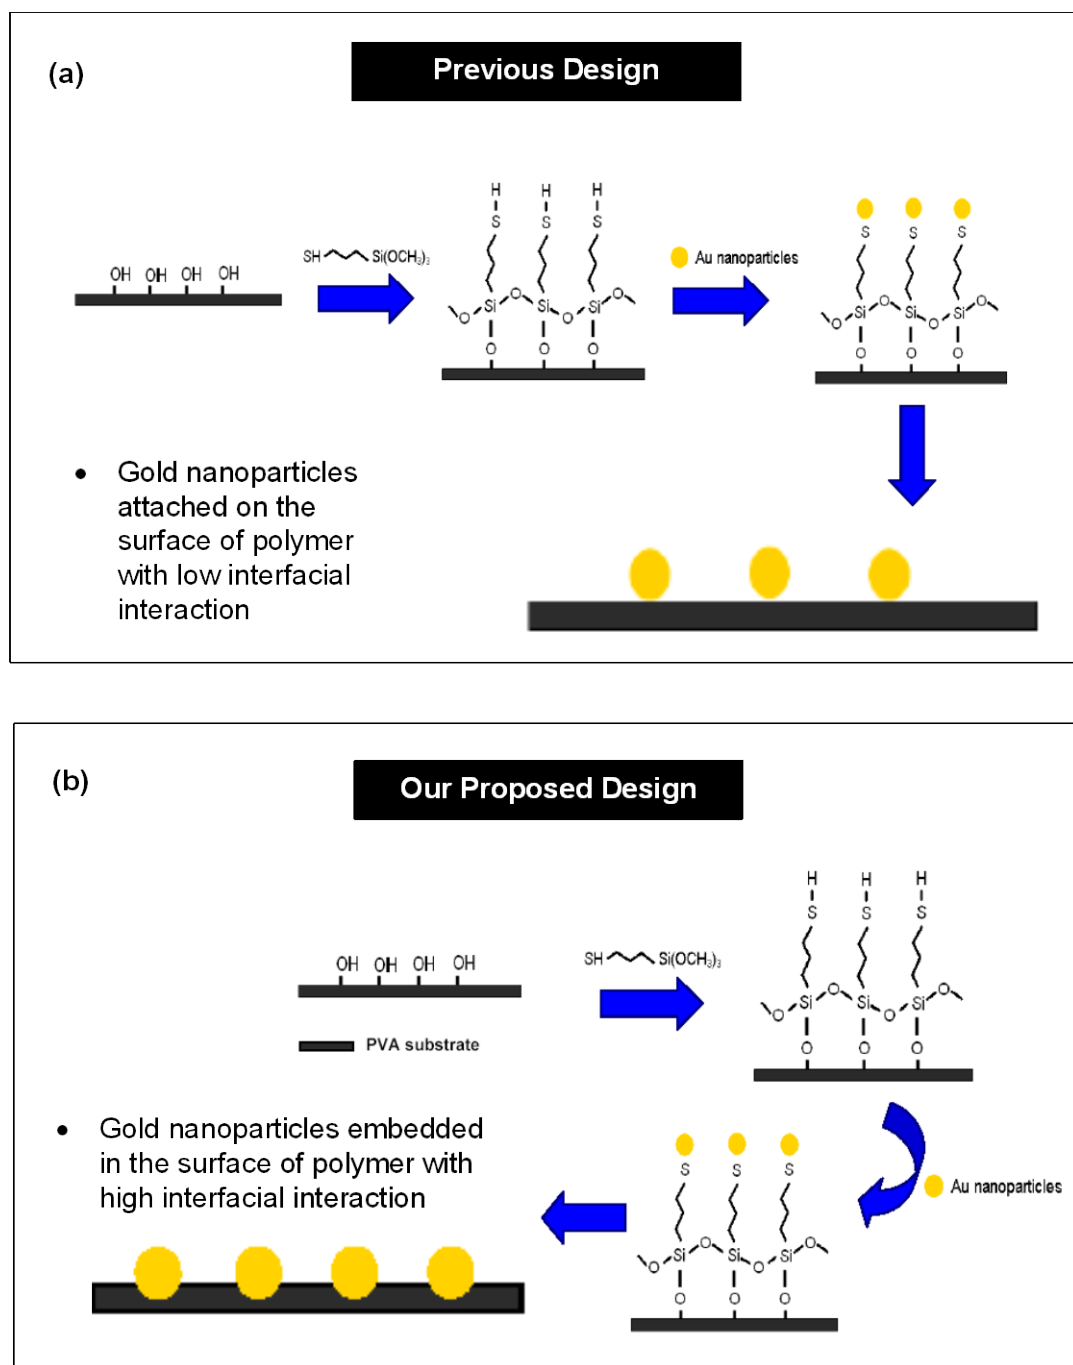 (a)
Previous Design
OH OH OH OH
SH Si(OCH3)3
H H H
S S S
Si Si Si
O O O O
O O O
Au nanoparticles
S S S
Si Si Si
O O O O
O O O
• Gold nanoparticles
attached on the
surface of polymer
with low interfacial
interaction
(b)
Our Proposed Design
OH OH OH OH
PVA substrate
SH Si(OCH3)3
H H H
S S S
Si Si Si
O O O O
O O O
Au nanoparticles
S S S
Si Si Si
O O O O
O O O
• Gold nanoparticles embedded
in the surface of polymer with
high interfacial interaction